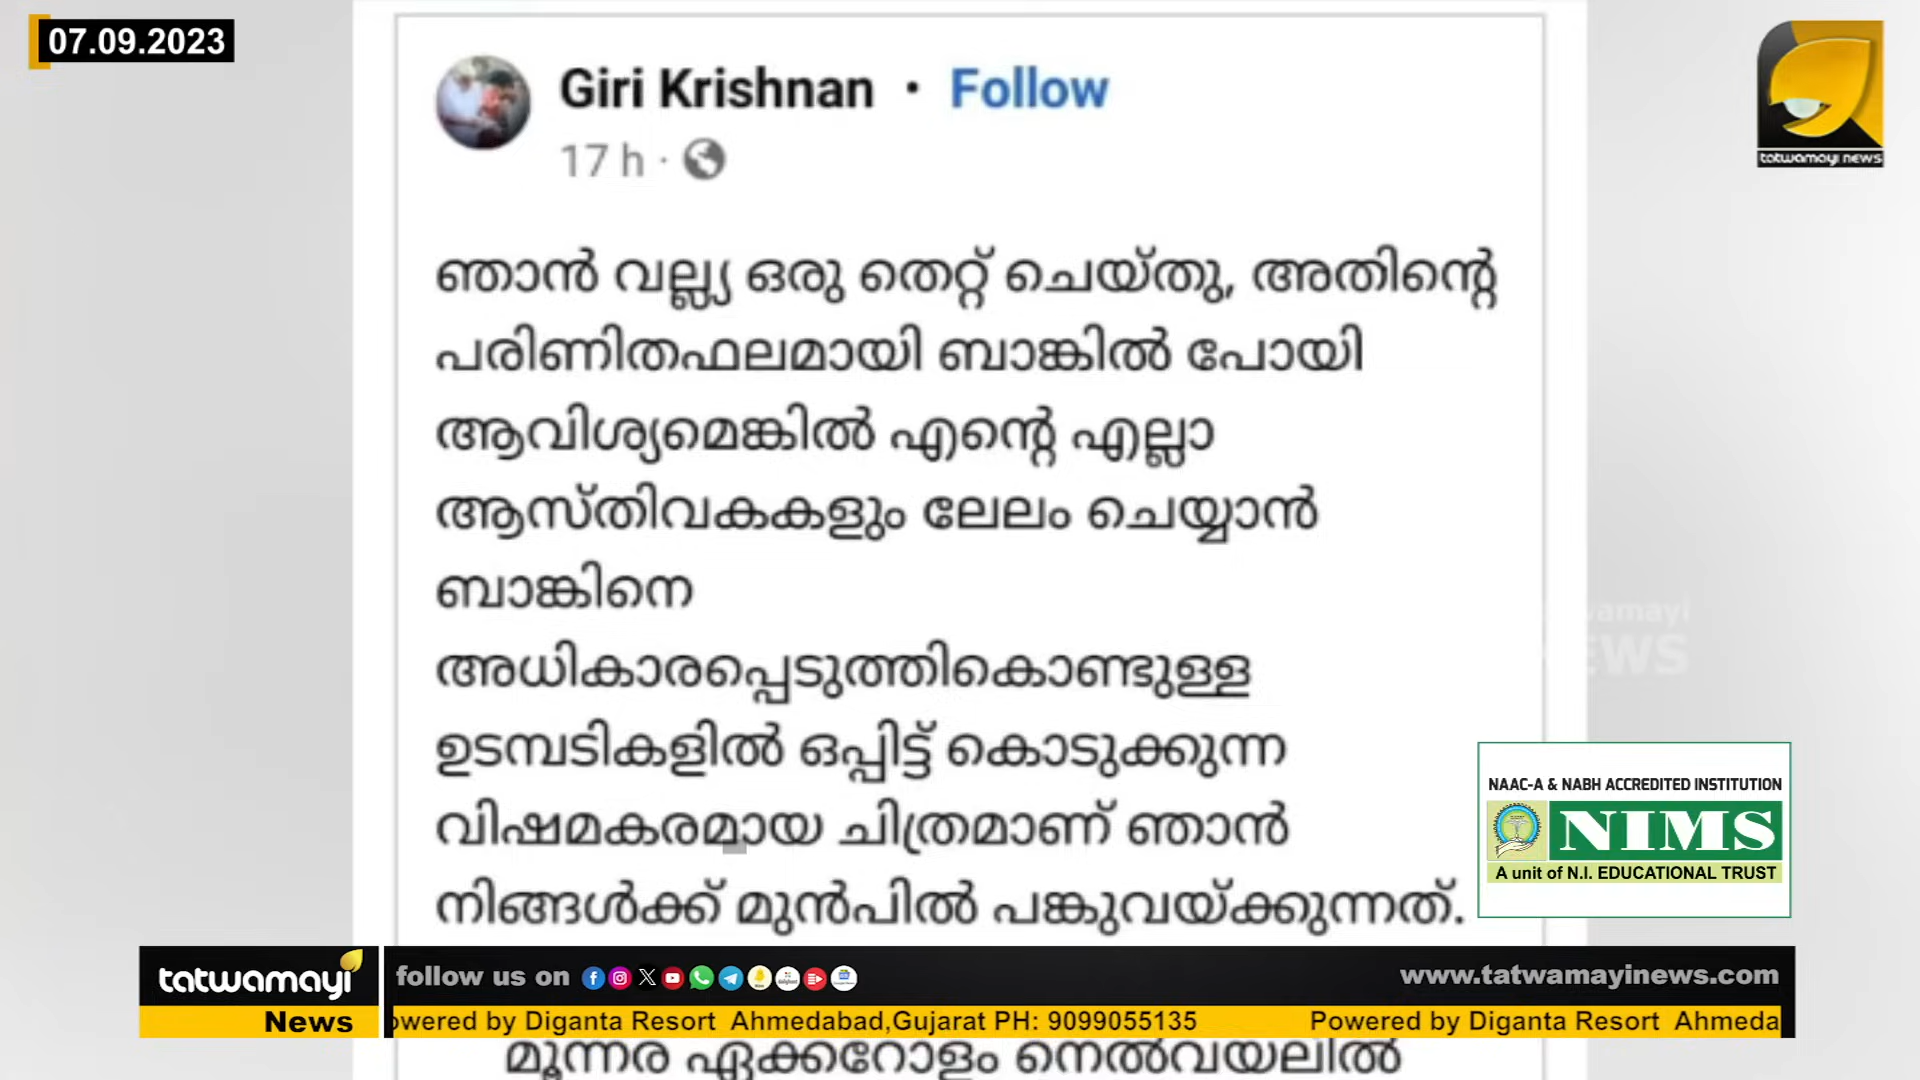 07.09.2023
tatwamayi news
Giri Krishnan • Follow
17 h ·
ഞാൻ വല്ല്യ ഒരു തെറ്റ് ചെയ്തു, അതിന്റെ
പരിണിതഫലമായി ബാങ്കിൽ പോയി
ആവിശ്യമെങ്കിൽ എന്റെ എല്ലാ
ആസ്തിവകകളും ലേലം ചെയ്യാൻ
ബാങ്കിനെ
അധികാരപ്പെടുത്തികൊണ്ടുള്ള
ഉടമ്പടികളിൽ ഒപ്പിട്ട് കൊടുക്കുന്ന
വിഷമകരമായ ചിത്രമാണ് ഞാൻ
നിങ്ങൾക്ക് മുൻപിൽ പങ്കുവയ്ക്കുന്നത്.
NEWS
NAAC-A & NABH ACCREDITED INSTITUTION
NIMS
A unit of N.I. EDUCATIONAL TRUST
tatwamayi
News
follow us on
www.tatwamayinews.com
owered by Diganta Resort Ahmedabad,Gujarat PH: 9099055135 Powered by Diganta Resort Ahmeda
മൂന്നര ഏക്കറോളം നെൽവയലിൽ